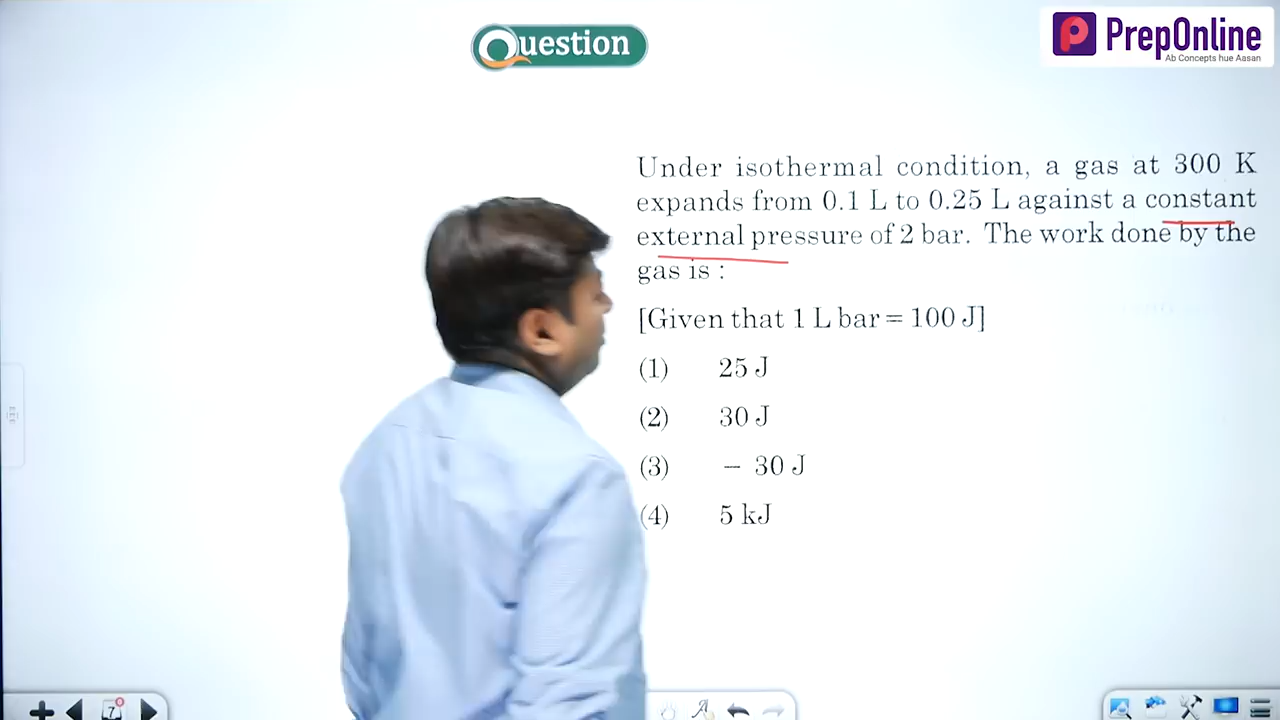 Question
PrepOnline
Ab Concepts hue Aasan
Under isothermal condition, a gas at 300 K
expands from 0.1 L to 0.25 L against a constant
external pressure of 2 bar. The work done by the
gas is :
[Given that 1 L bar = 100 J]
(1) 25 J
(2) 30 J
(3) – 30 J
(4) 5 kJ
7